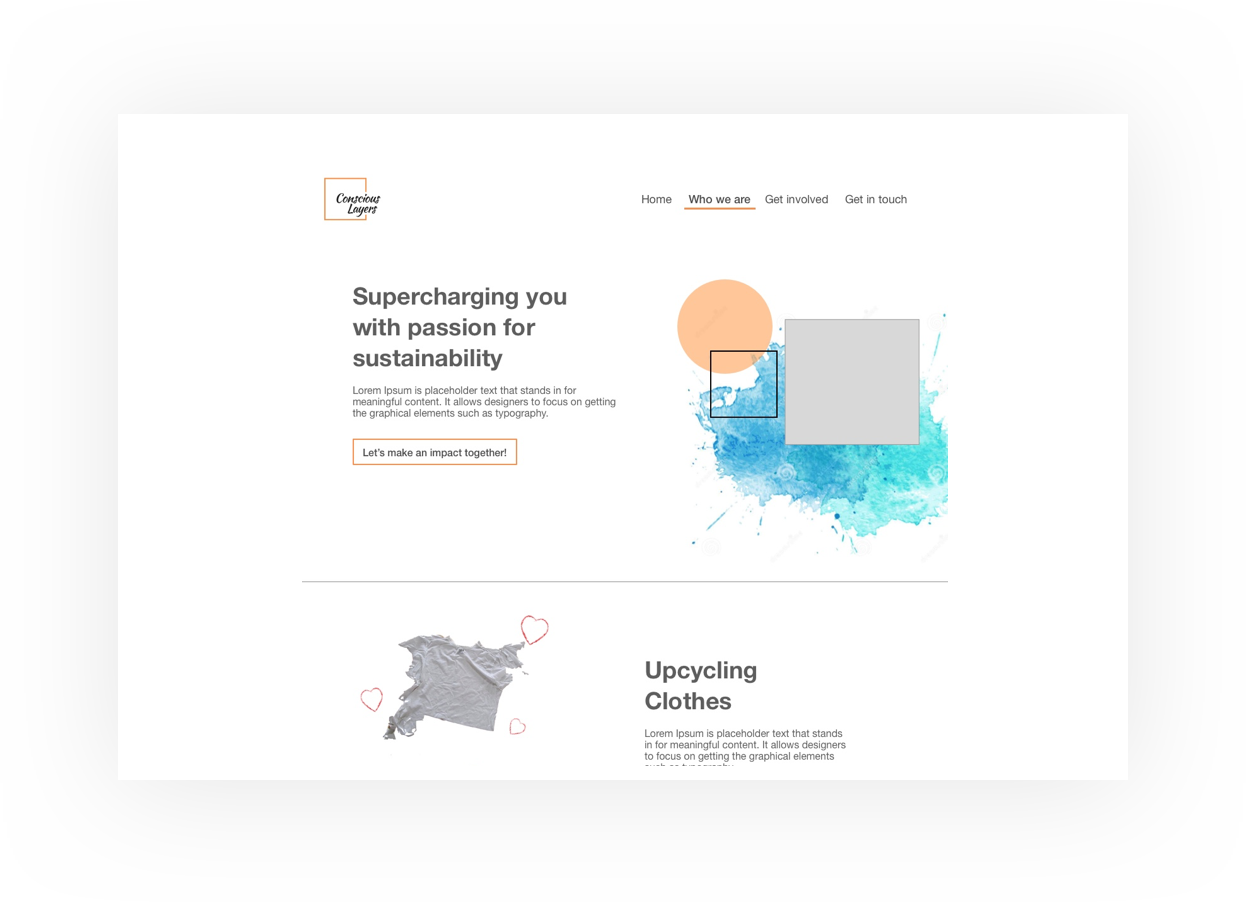 Conscious
Layers
Home Who we are Get involved Get in touch
Supercharging you
with passion for
sustainability
Lorem Ipsum is placeholder text that stands in for
meaningful content. It allows designers to focus on getting
the graphical elements such as typography.
Let's make an impact together!
Upcycling
Clothes
Lorem Ipsum is placeholder text that stands
in for meaningful content. It allows designers
to focus on getting the graphical elements
such as typography.